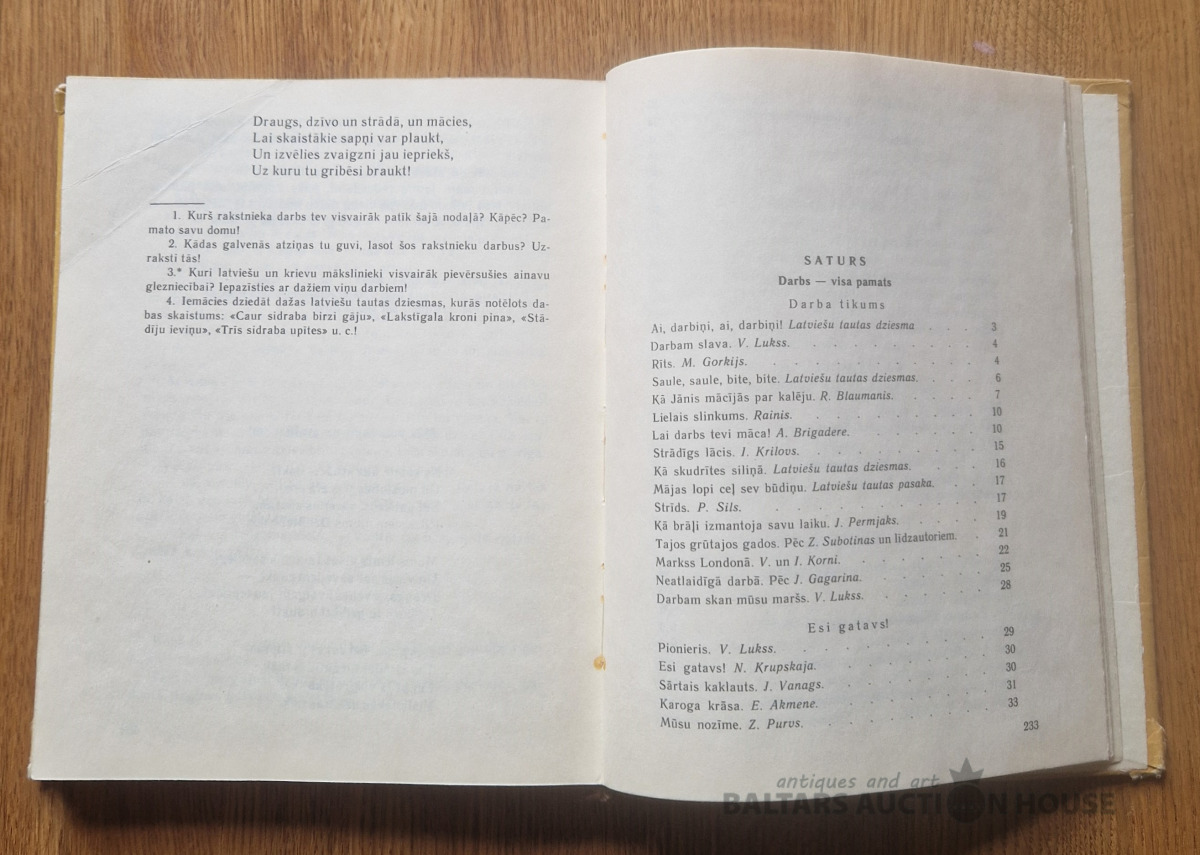 Draugs, dzīvo un strādā, un mācies,
Lai skaistākie sapņi var plaukt,
Un izvēlies zvaigzni jau iepriekš,
Uz kuru tu gribēsi braukt!
1. Kurš rakstnieka darbs tev visvairāk patīk šajā nodaļā? Kāpēc? Pa-
mato savu domu!
2. Kādas galvenās atziņas tu guvi, lasot šos rakstnieku darbus? Uz-
raksti tās!
3.* Kuri latviešu un krievu mākslinieki visvairāk pievērsušies ainavu
glezniecībai? Iepazīsties ar dažiem viņu darbiem!
4. Iemācies dziedāt dažas latviešu tautas dziesmas, kurās notēlots da-
bas skaistums: «Caur sidraba birzi gāju», «Lakstīgala kroni pina», «Stā-
dīju ieviņu», «Trīs sidraba upītes» u. c.!
SATURS
Darbs — visa pamats
Darba tikums
Ai, darbiņi, ai, darbiņi! Latviešu tautas dziesma . . . . 3
Darbam slava. V. Lukss. . . . . . . . . . 4
Rīts. M. Gorkijs. . . . . . . . . . . 4
Saule, saule, bite, bite. Latviešu tautas dziesmas. . . . 6
Kā Jānis mācījās par kalēju. R. Blaumanis. . . . . 7
Lielais slinkums. Rainis. . . . . . . . . 10
Lai darbs tevi māca! A. Brigadere. . . . . . . 10
Strādīgs lācis. I. Krilovs. . . . . . . . . 15
Kā skudrītes siliņā. Latviešu tautas dziesmas. . . . 16
Mājas lopi ceļ sev būdiņu. Latviešu tautas pasaka. . . 17
Strīds. P. Sils. . . . . . . . . . . 17
Kā brāļi izmantoja savu laiku. J. Permjaks. . . . . 19
Tajos grūtajos gados. Pēc Z. Subotinas un līdzautoriem. . 21
Markss Londonā. V. un I. Korni. . . . . . . 22
Neatlaidīgā darbā. Pēc J. Gagarina. . . . . . 25
Darbam skan mūsu maršs. V. Lukss. . . . . . 28
Esi gatavs!
Pionieris. V. Lukss. . . . . . . . . . 29
Esi gatavs! N. Krupskaja. . . . . . . . 30
Sārtais kaklauts. J. Vanags. . . . . . . . 30
Karoga krāsa. E. Akmene. . . . . . . . 31
Mūsu nozīme. Z. Purvs. . . . . . . . . 33
233
antiques and art
BALTARS AUCTION HOUSE